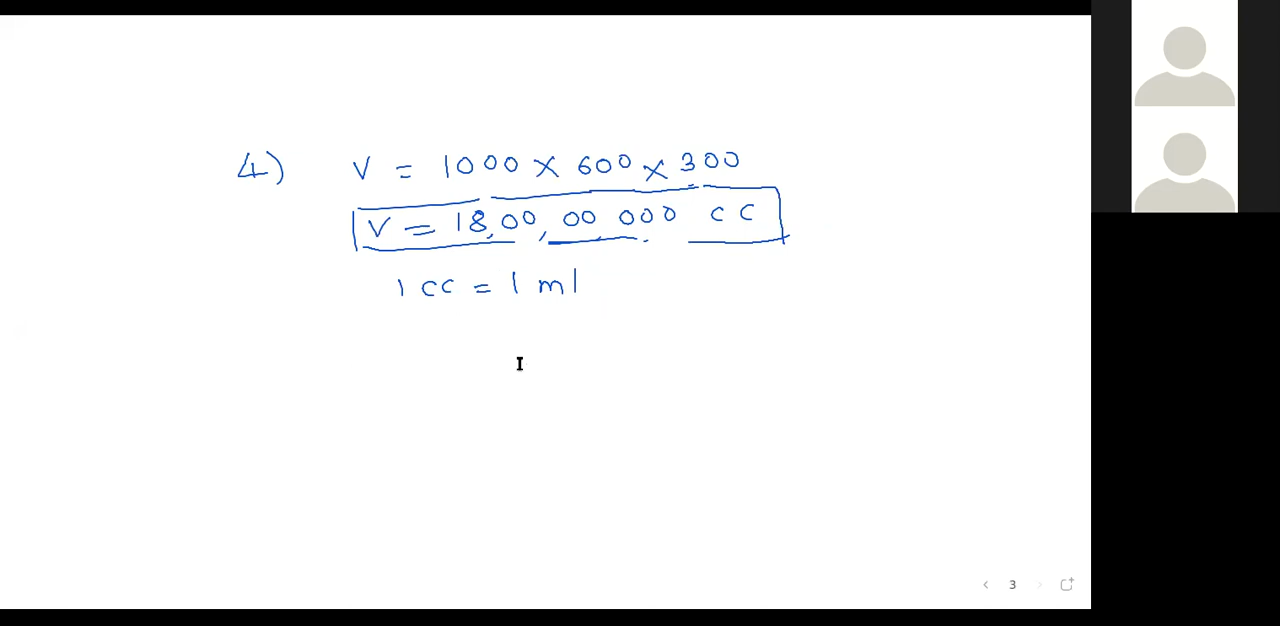 4) V = 1000 × 600 × 300
V = 18,00,00,000 CC
1 CC = 1 ml
3